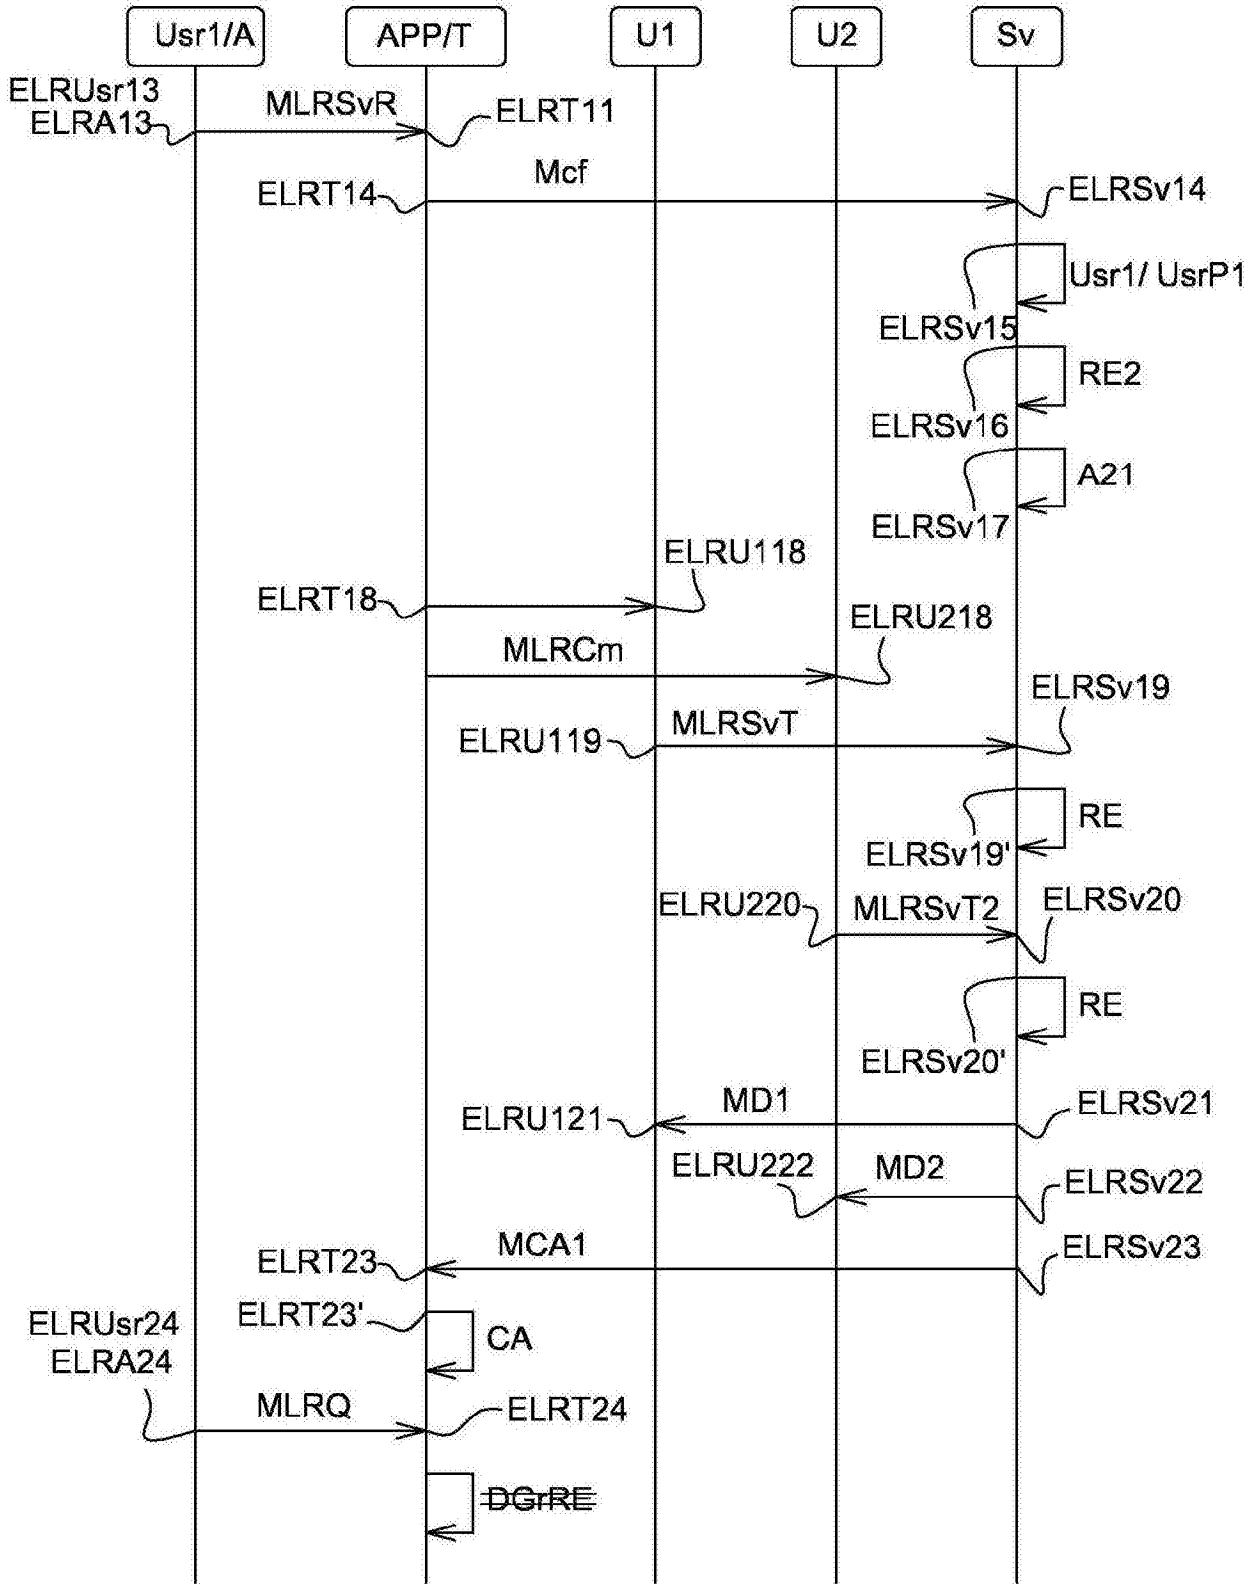 Usr1/A
APP/T
U1
U2
Sv
ELRUsr13
ELRA13
MLRSvR
ELRT11
ELRT14
Mcf
ELRSv14
Usr1/ UsrP1
ELRSv15
RE2
ELRSv16
A21
ELRSv17
ELRT18
ELRU118
MLRCm
ELRU218
ELRU119
MLRSvT
ELRSv19
RE
ELRSv19'
ELRU220
MLRSvT2
ELRSv20
RE
ELRSv20'
ELRU121
MD1
ELRSv21
ELRU222
MD2
ELRSv22
ELRT23
MCA1
ELRSv23
ELRT23'
CA
ELRUsr24
ELRA24
MLRQ
ELRT24
DGrRE